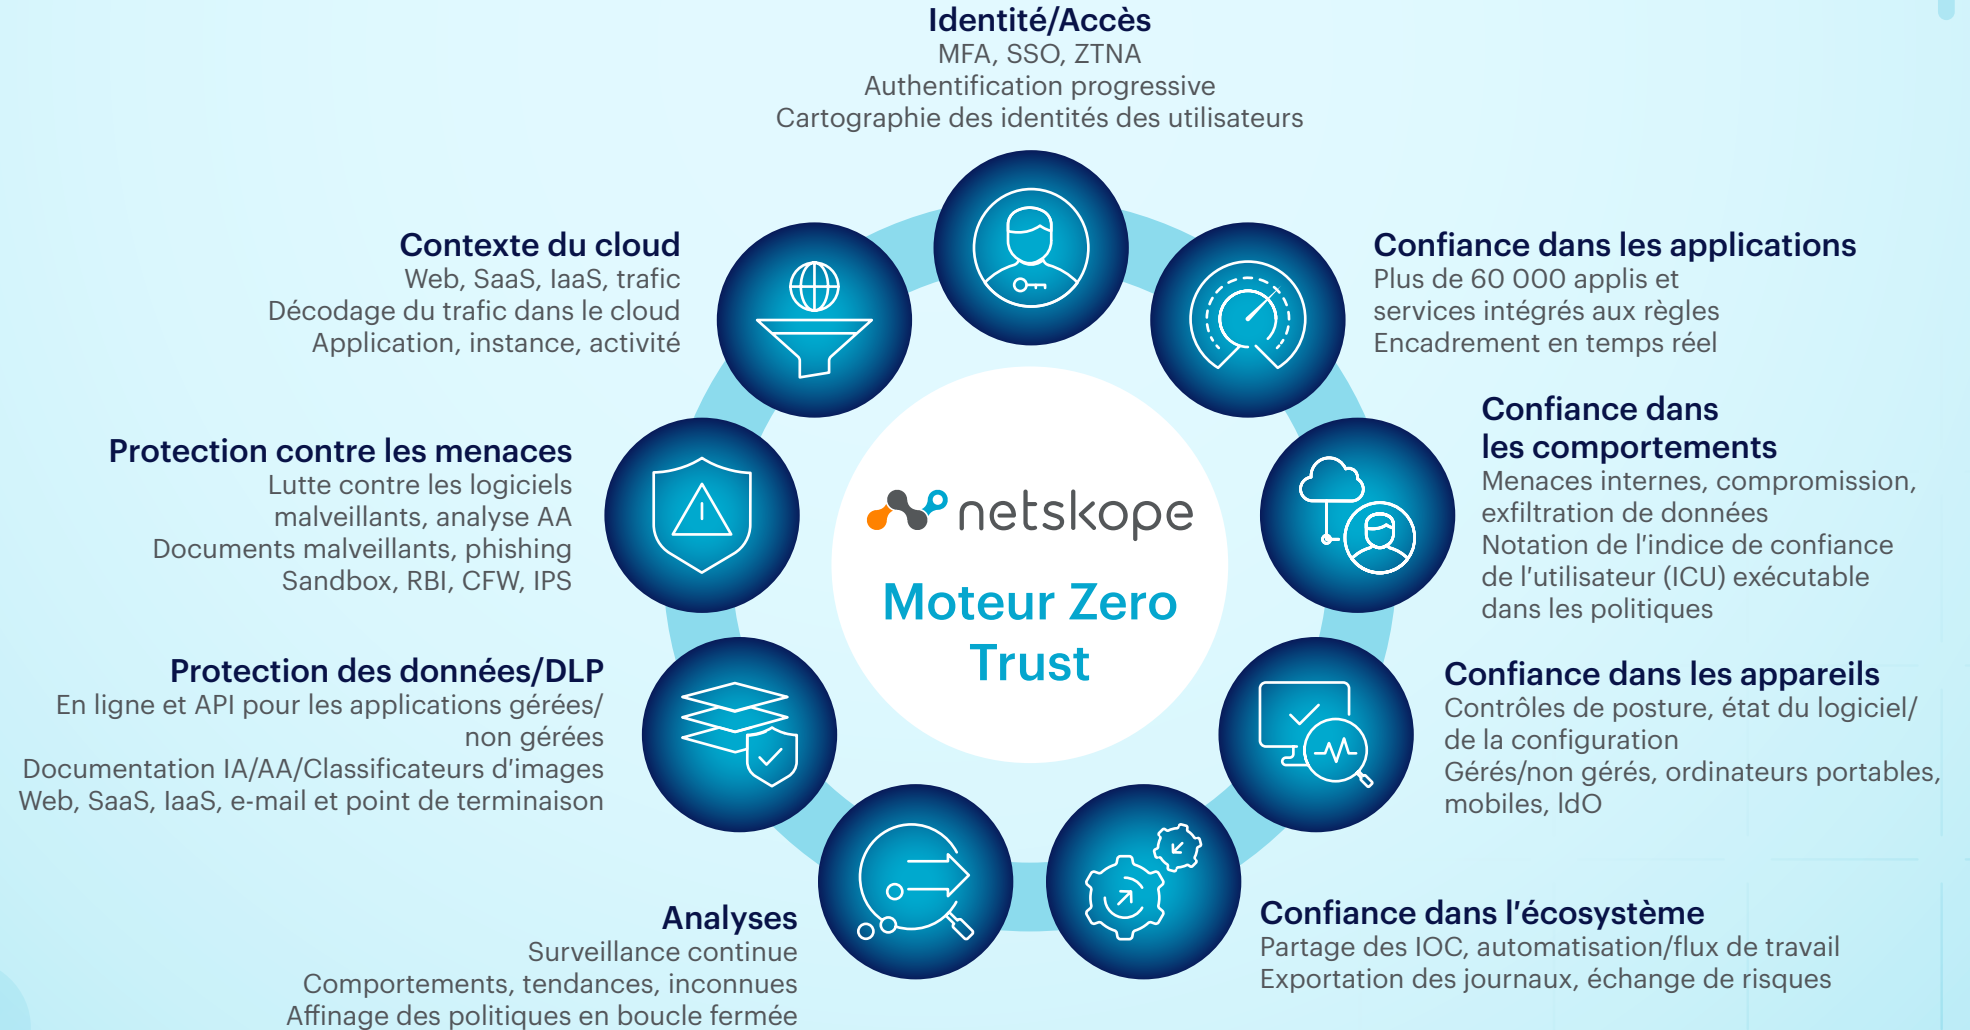 Identité/Accès
MFA, SSO, ZTNA
Authentification progressive
Cartographie des identités des utilisateurs
Contexte du cloud
Web, SaaS, IaaS, trafic
Décodage du trafic dans le cloud
Application, instance, activité
Confiance dans les applications
Plus de 60 000 applis et
services intégrés aux règles
Encadrement en temps réel
Protection contre les menaces
Lutte contre les logiciels
malveillants, analyse AA
Documents malveillants, phishing
Sandbox, RBI, CFW, IPS
netskope
Moteur Zero
Trust
Confiance dans
les comportements
Menaces internes, compromission,
exfiltration de données
Notation de l'indice de confiance
de l'utilisateur (ICU) exécutable
dans les politiques
Protection des données/DLP
En ligne et API pour les applications gérées/
non gérées
Documentation IA/AA/Classificateurs d'images
Web, SaaS, IaaS, e-mail et point de terminaison
Confiance dans les appareils
Contrôles de posture, état du logiciel/
de la configuration
Gérés/non gérés, ordinateurs portables,
mobiles, IdO
Analyses
Surveillance continue
Comportements, tendances, inconnues
Affinage des politiques en boucle fermée
Confiance dans l'écosystème
Partage des IOC, automatisation/flux de travail
Exportation des journaux, échange de risques